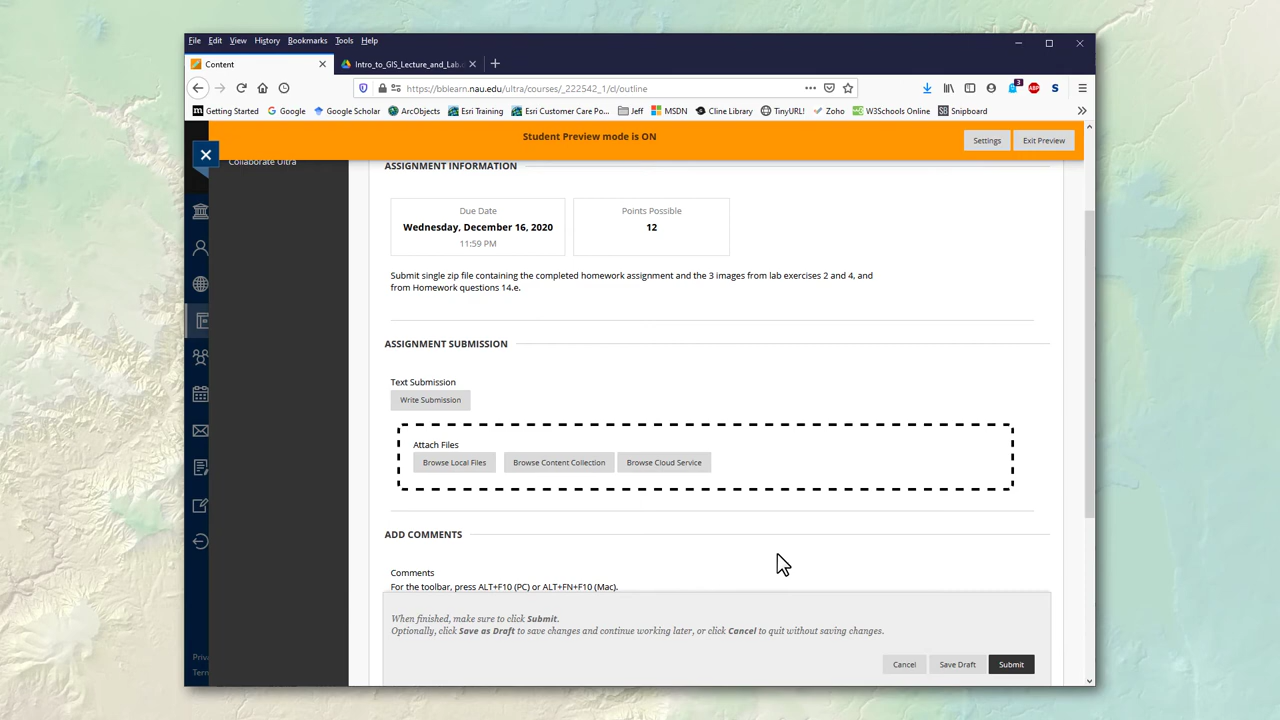 File Edit View History Bookmarks Tools Help
Content
Intro_to_GIS_Lecture_and_Lab.
https://bblearn.nau.edu/ultra/courses/_222542_1/d/outline
3
ABP
S
Getting Started Google Google Scholar ArcObjects Esri Training Esri Customer Care Po... Jeff MSDN Cline Library TinyURL! Zoho W3Schools Online Snipboard
Student Preview mode is ON
Settings
Exit Preview
Collaborate Ultra
ASSIGNMENT INFORMATION
Due Date
Wednesday, December 16, 2020
11:59 PM
Points Possible
12
Submit single zip file containing the completed homework assignment and the 3 images from lab exercises 2 and 4, and
from Homework questions 14.e.
ASSIGNMENT SUBMISSION
Text Submission
Write Submission
Attach Files
Browse Local Files Browse Content Collection Browse Cloud Service
ADD COMMENTS
Comments
For the toolbar, press ALT+F10 (PC) or ALT+FN+F10 (Mac).
When finished, make sure to click Submit.
Optionally, click Save as Draft to save changes and continue working later, or click Cancel to quit without saving changes.
Cancel Save Draft Submit
Priva
Term